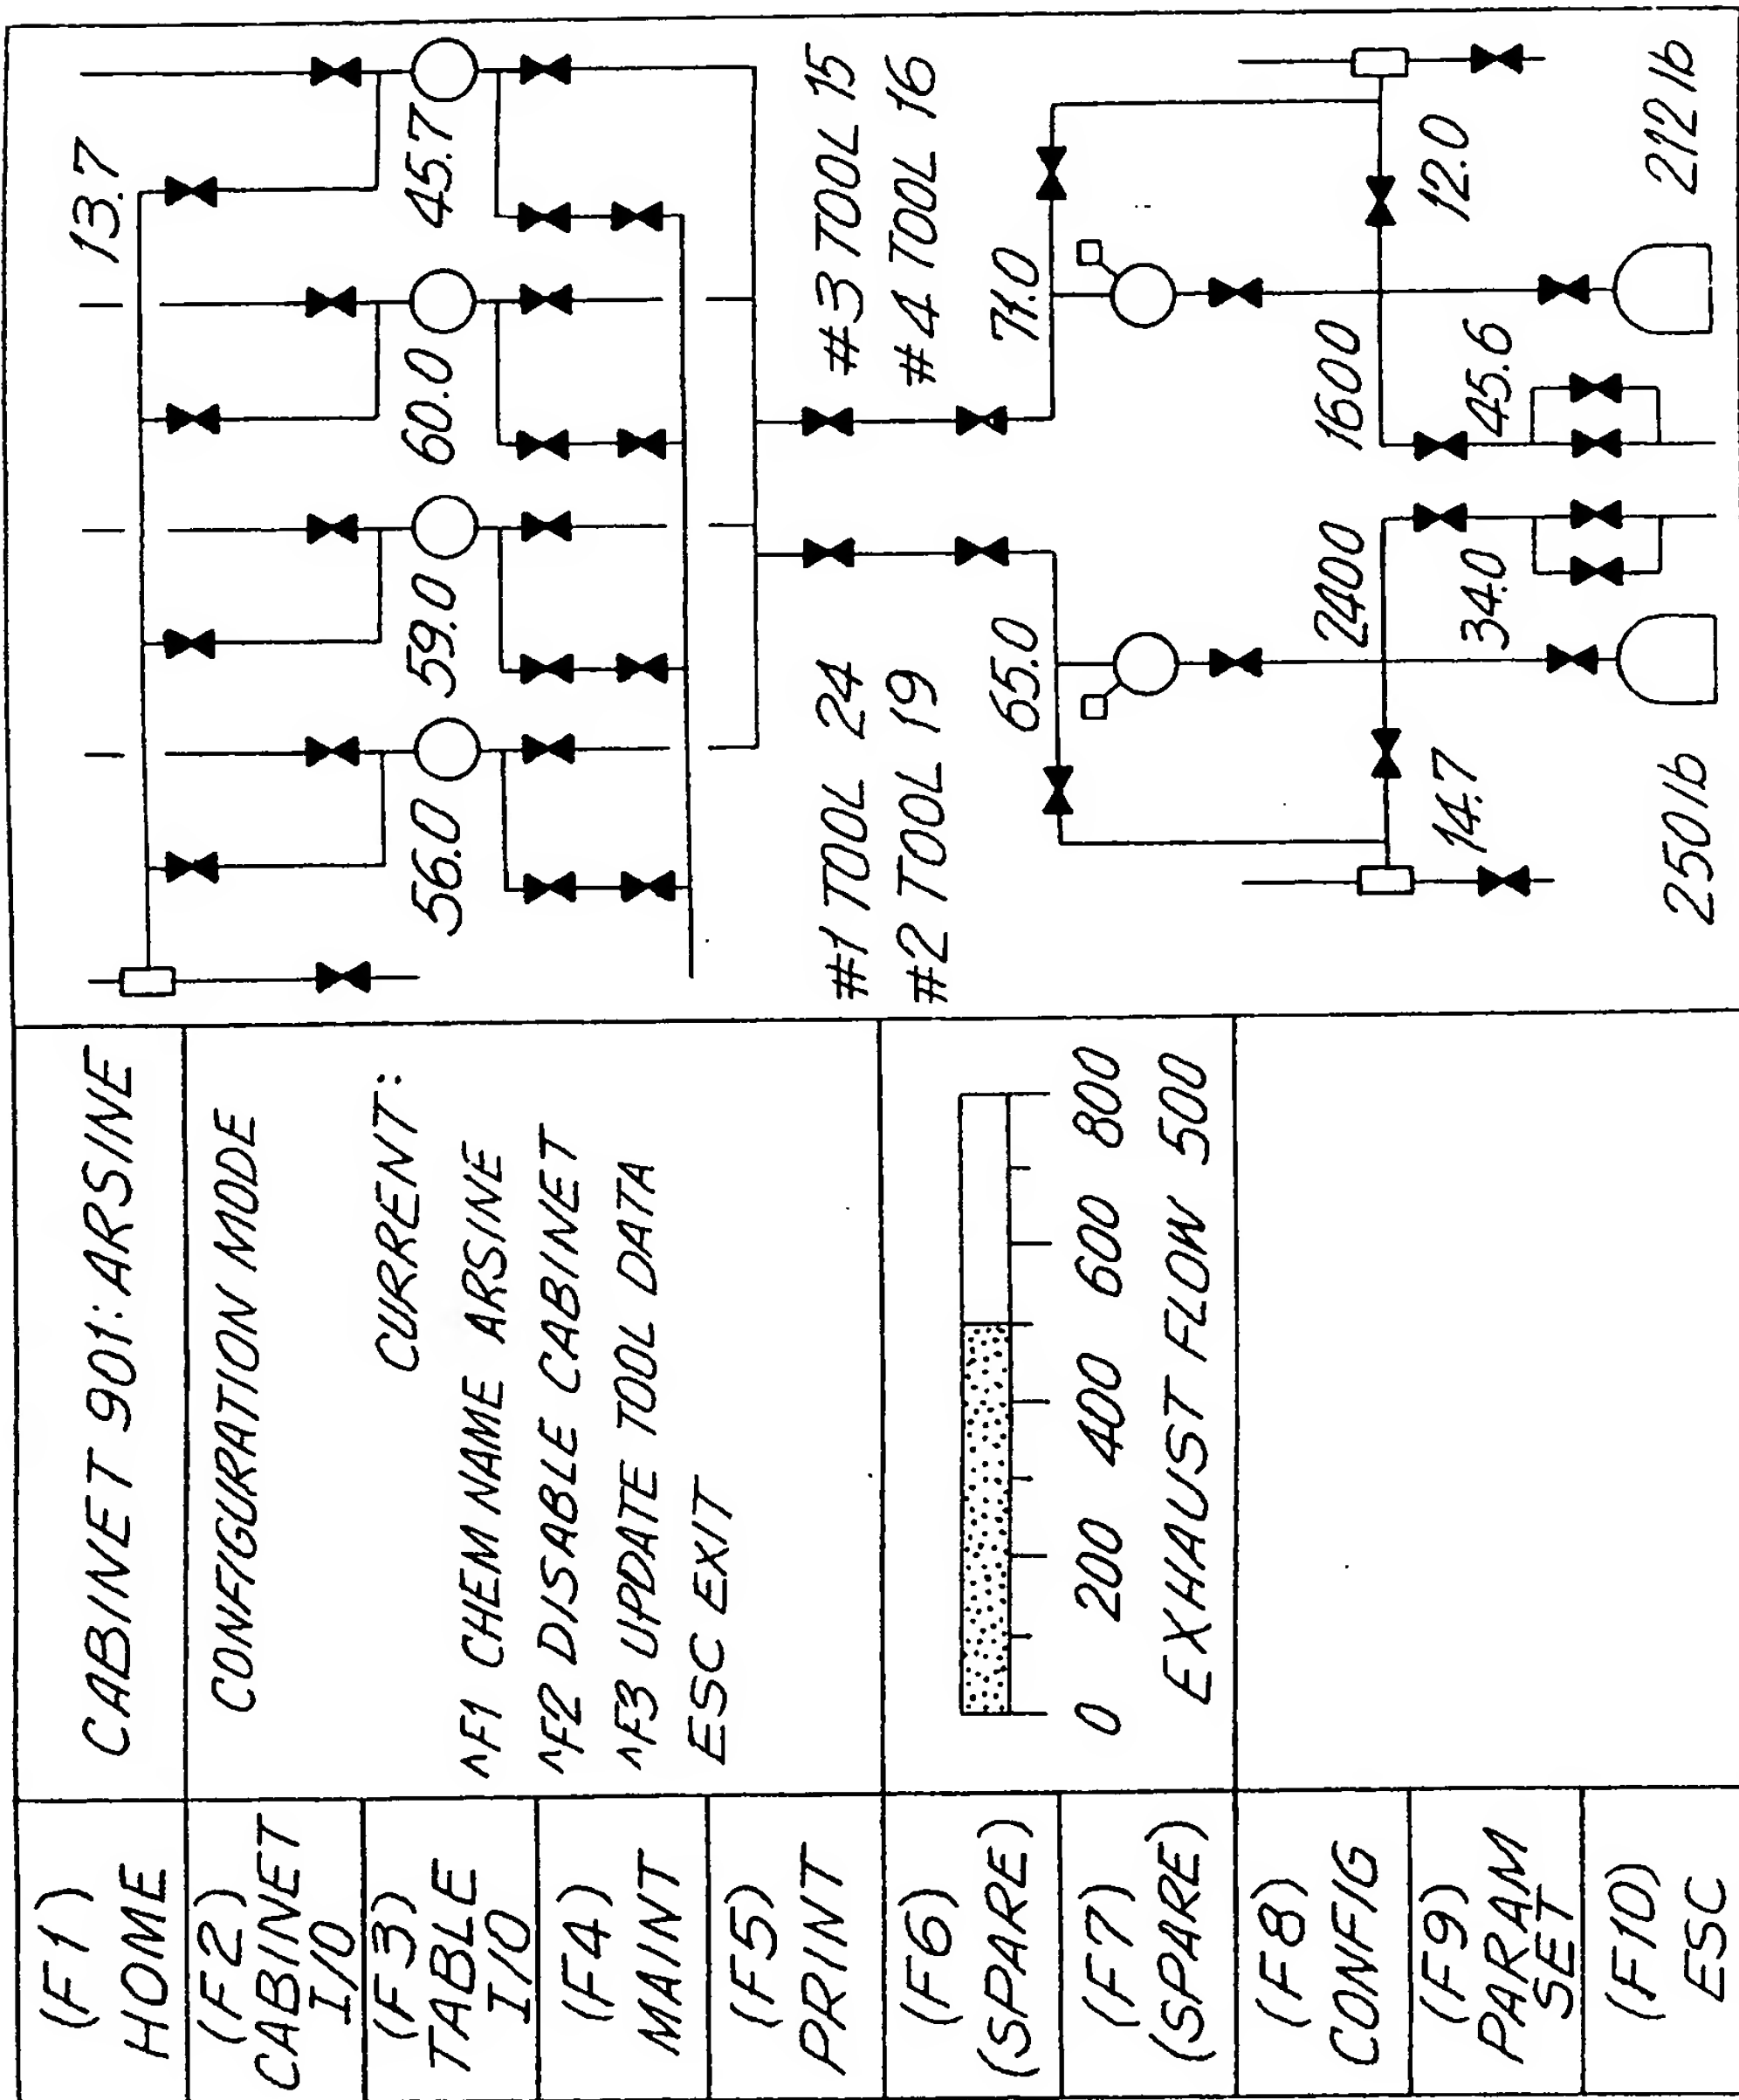 (F1)
HOME
(F2)
CABINET
I/O
(F3)
TABLE
I/O
(F4)
MAINT
(F5)
PRINT
(F6)
(SPARE)
(F7)
(SPARE)
(F8)
CONFIG
(F9)
PARAM
SET
(F10)
ESC
CABINET 901: ARSINE
CONFIGURATION MODE
CURRENT:
^F1 CHEM NAME ARSINE
^F2 DISABLE CABINET
^F3 UPDATE TOOL DATA
ESC EXIT
0 200 400 600 800
EXHAUST FLOW 500
13.7
56.0 59.0 60.0 45.7
#1 TOOL 24 #3 TOOL 15
#2 TOOL 19 #4 TOOL 16
65.0 71.0
2400 1600
14.7 34.0 45.6 12.0
250 lb 212 lb